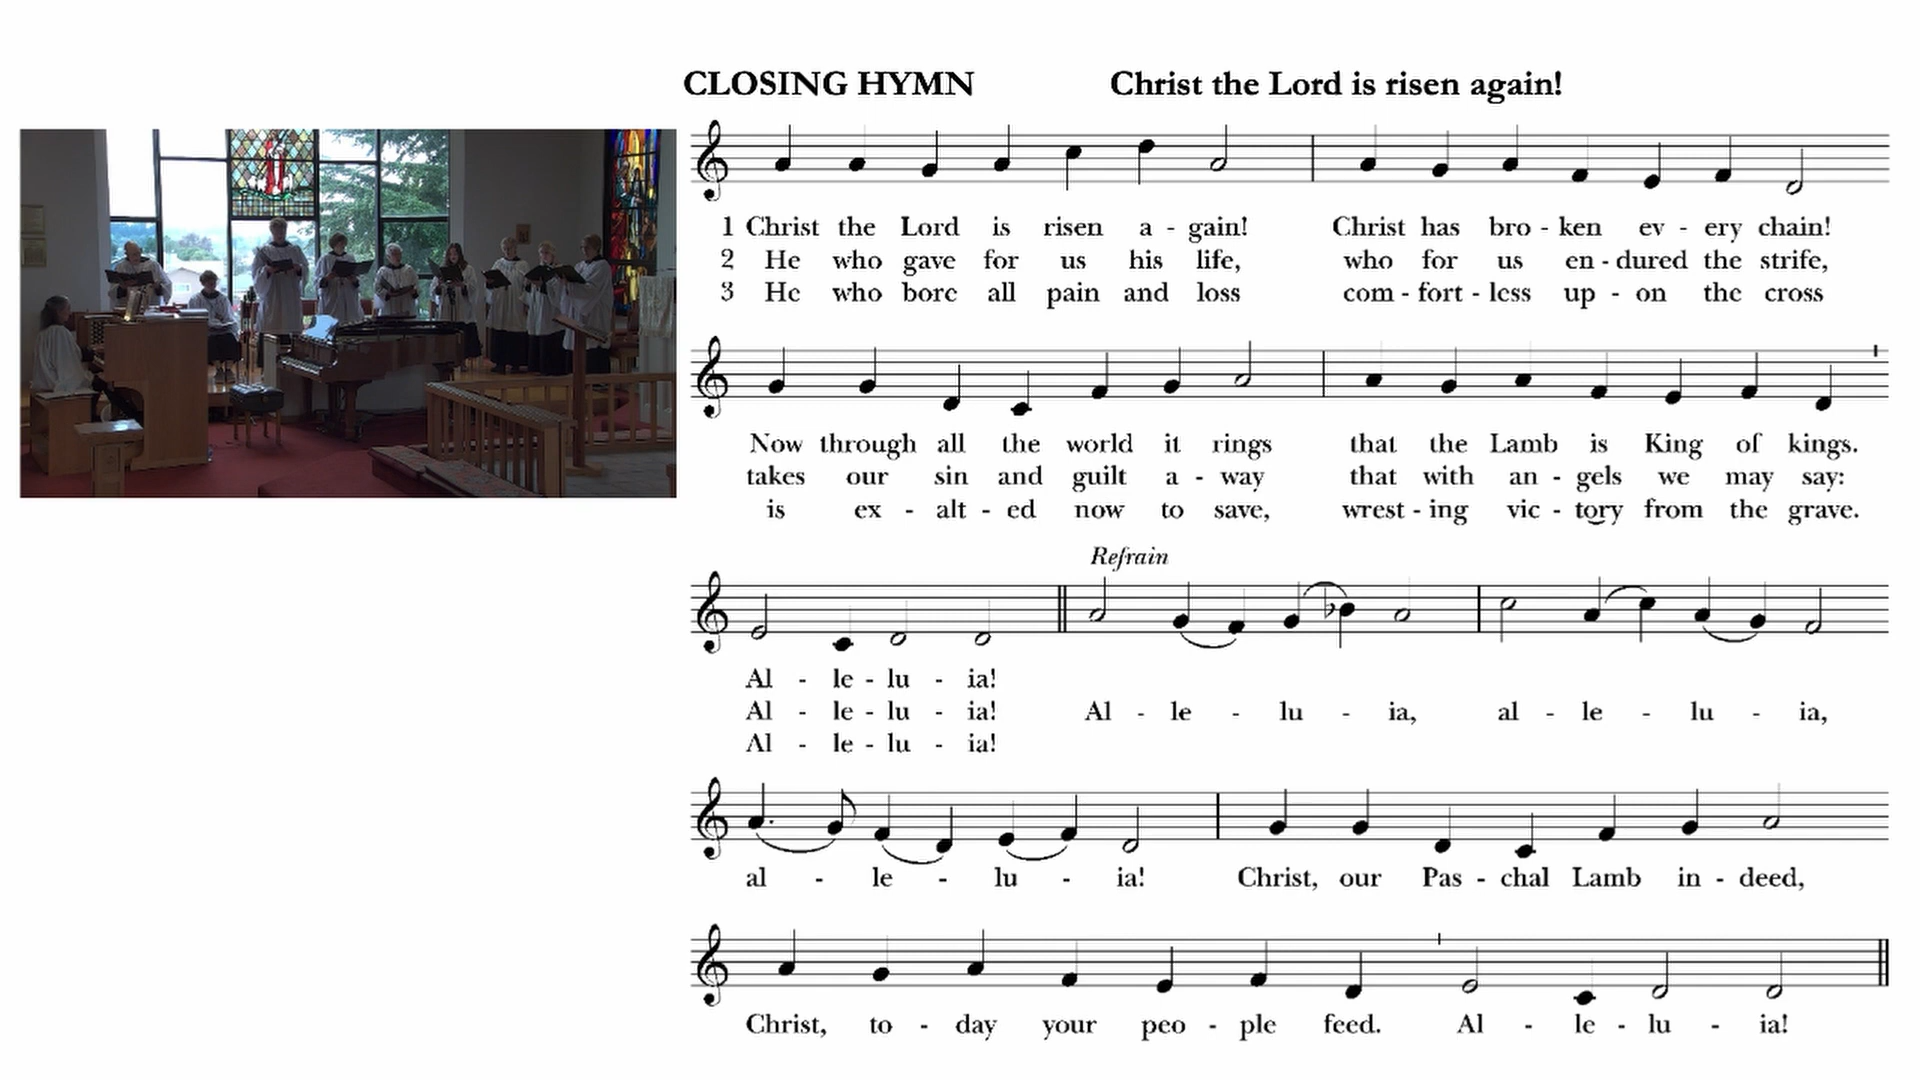 CLOSING HYMN Christ the Lord is risen again!
1 Christ the Lord is risen a - gain! Christ has bro - ken ev - ery chain!
2 He who gave for us his life, who for us en - dured the strife,
3 He who bore all pain and loss com - fort - less up - on the cross
Now through all the world it rings that the Lamb is King of kings.
takes our sin and guilt a - way that with an - gels we may say:
is ex - alt - ed now to save, wrest - ing vic - tory from the grave.
Refrain
Al - le - lu - ia!
Al - le - lu - ia! Al - le - lu - ia, al - le - lu - ia,
Al - le - lu - ia!
al - le - lu - ia! Christ, our Pas - chal Lamb in - deed,
Christ, to - day your peo - ple feed. Al - le - lu - ia!